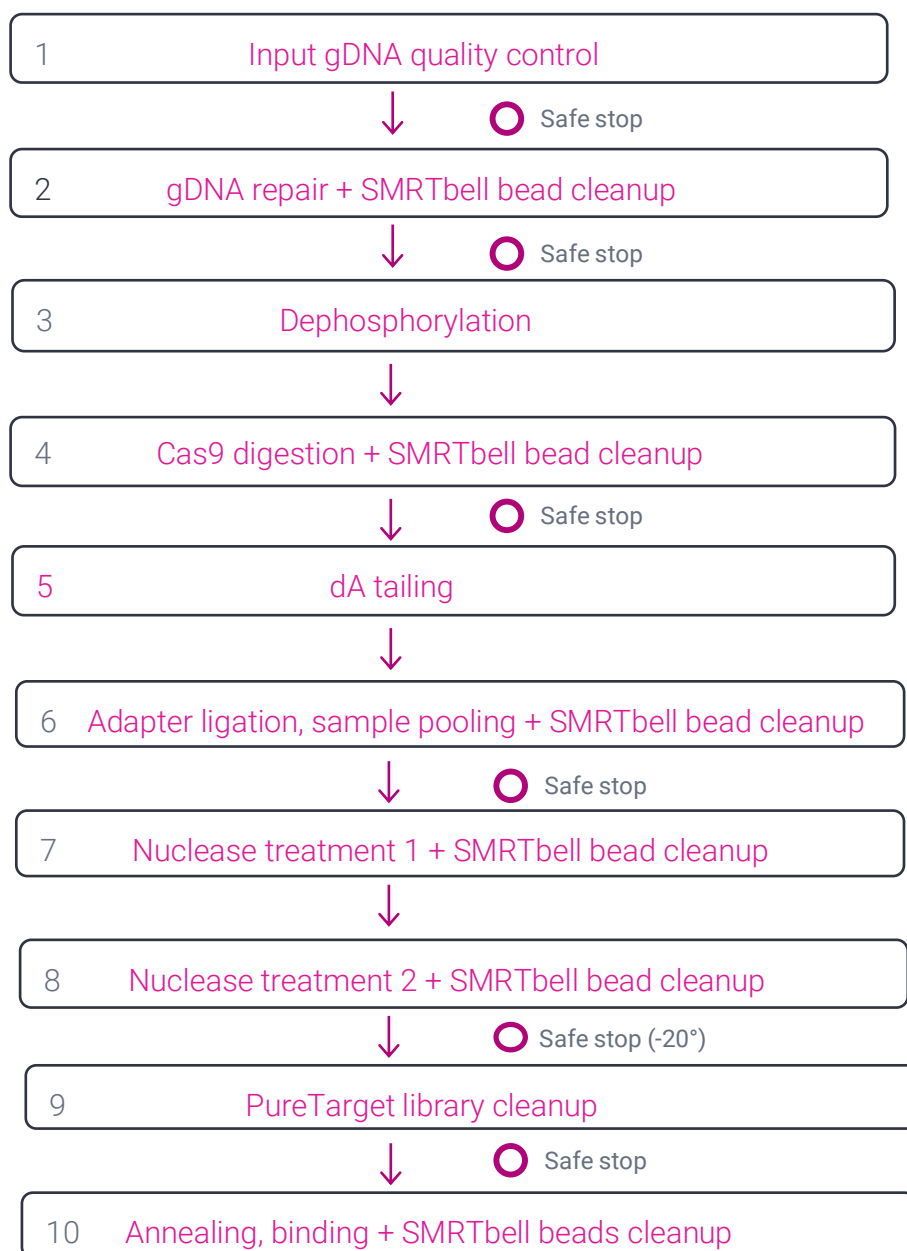 1 Input gDNA quality control
Safe stop
2 gDNA repair + SMRTbell bead cleanup
Safe stop
3 Dephosphorylation
4 Cas9 digestion + SMRTbell bead cleanup
Safe stop
5 dA tailing
6 Adapter ligation, sample pooling + SMRTbell bead cleanup
Safe stop
7 Nuclease treatment 1 + SMRTbell bead cleanup
8 Nuclease treatment 2 + SMRTbell bead cleanup
Safe stop (-20°)
9 PureTarget library cleanup
Safe stop
10 Annealing, binding + SMRTbell beads cleanup